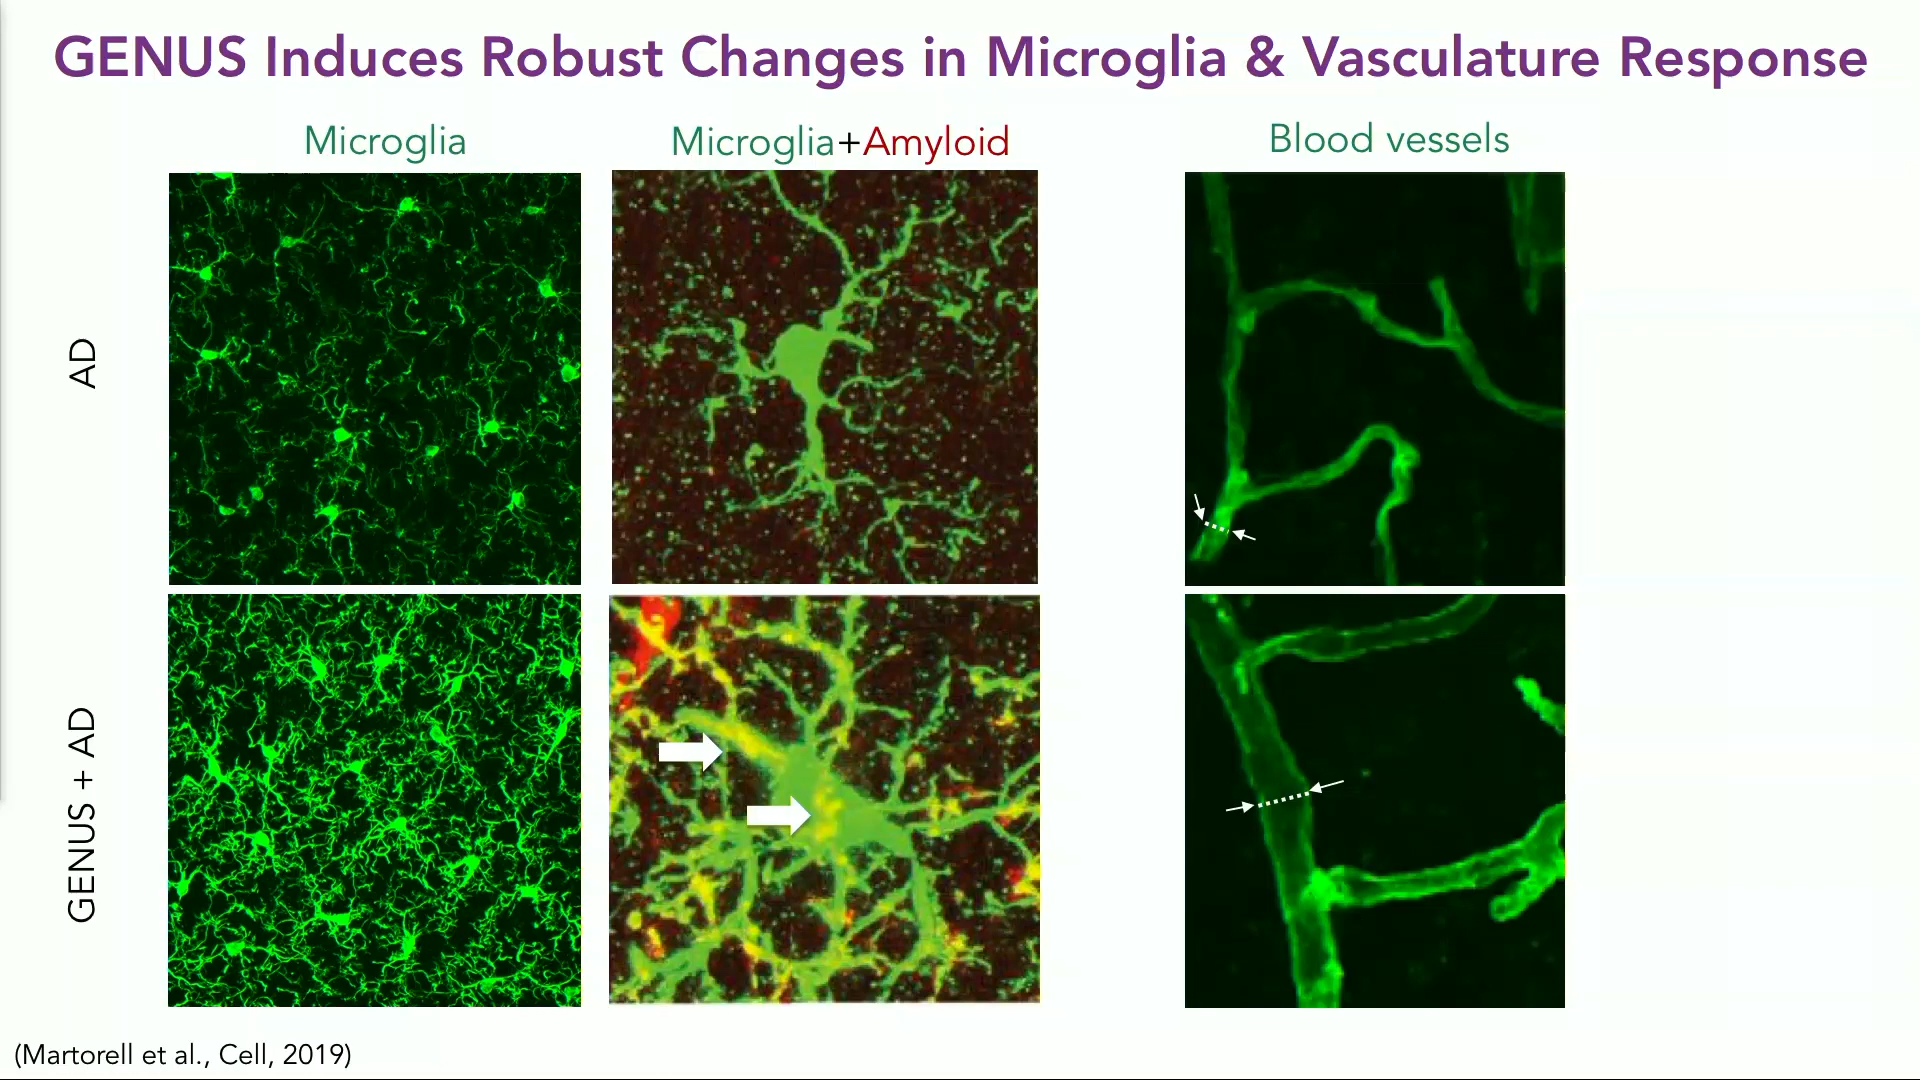 GENUS Induces Robust Changes in Microglia & Vasculature Response
Microglia
Microglia+Amyloid
Blood vessels
AD
GENUS + AD
(Martorell et al., Cell, 2019)